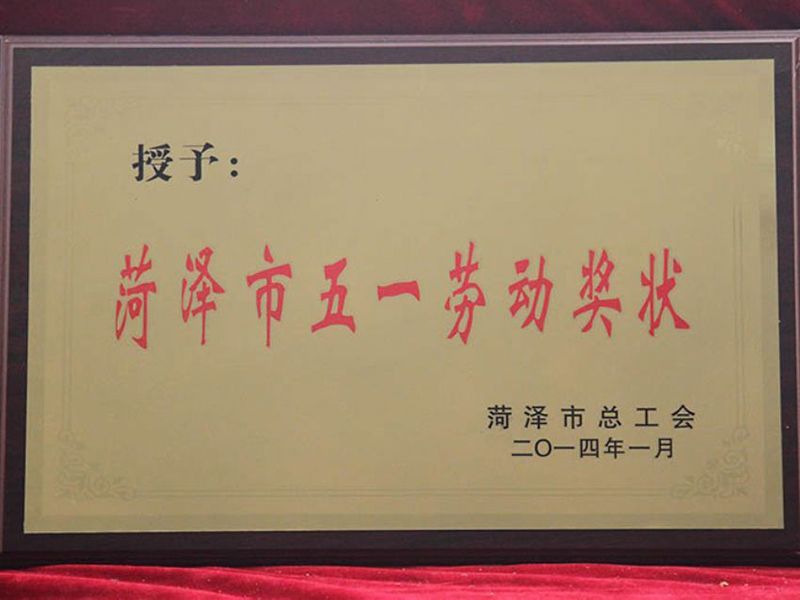 授予：
菏泽市五一劳动奖状
菏泽市总工会
二〇一四年一月